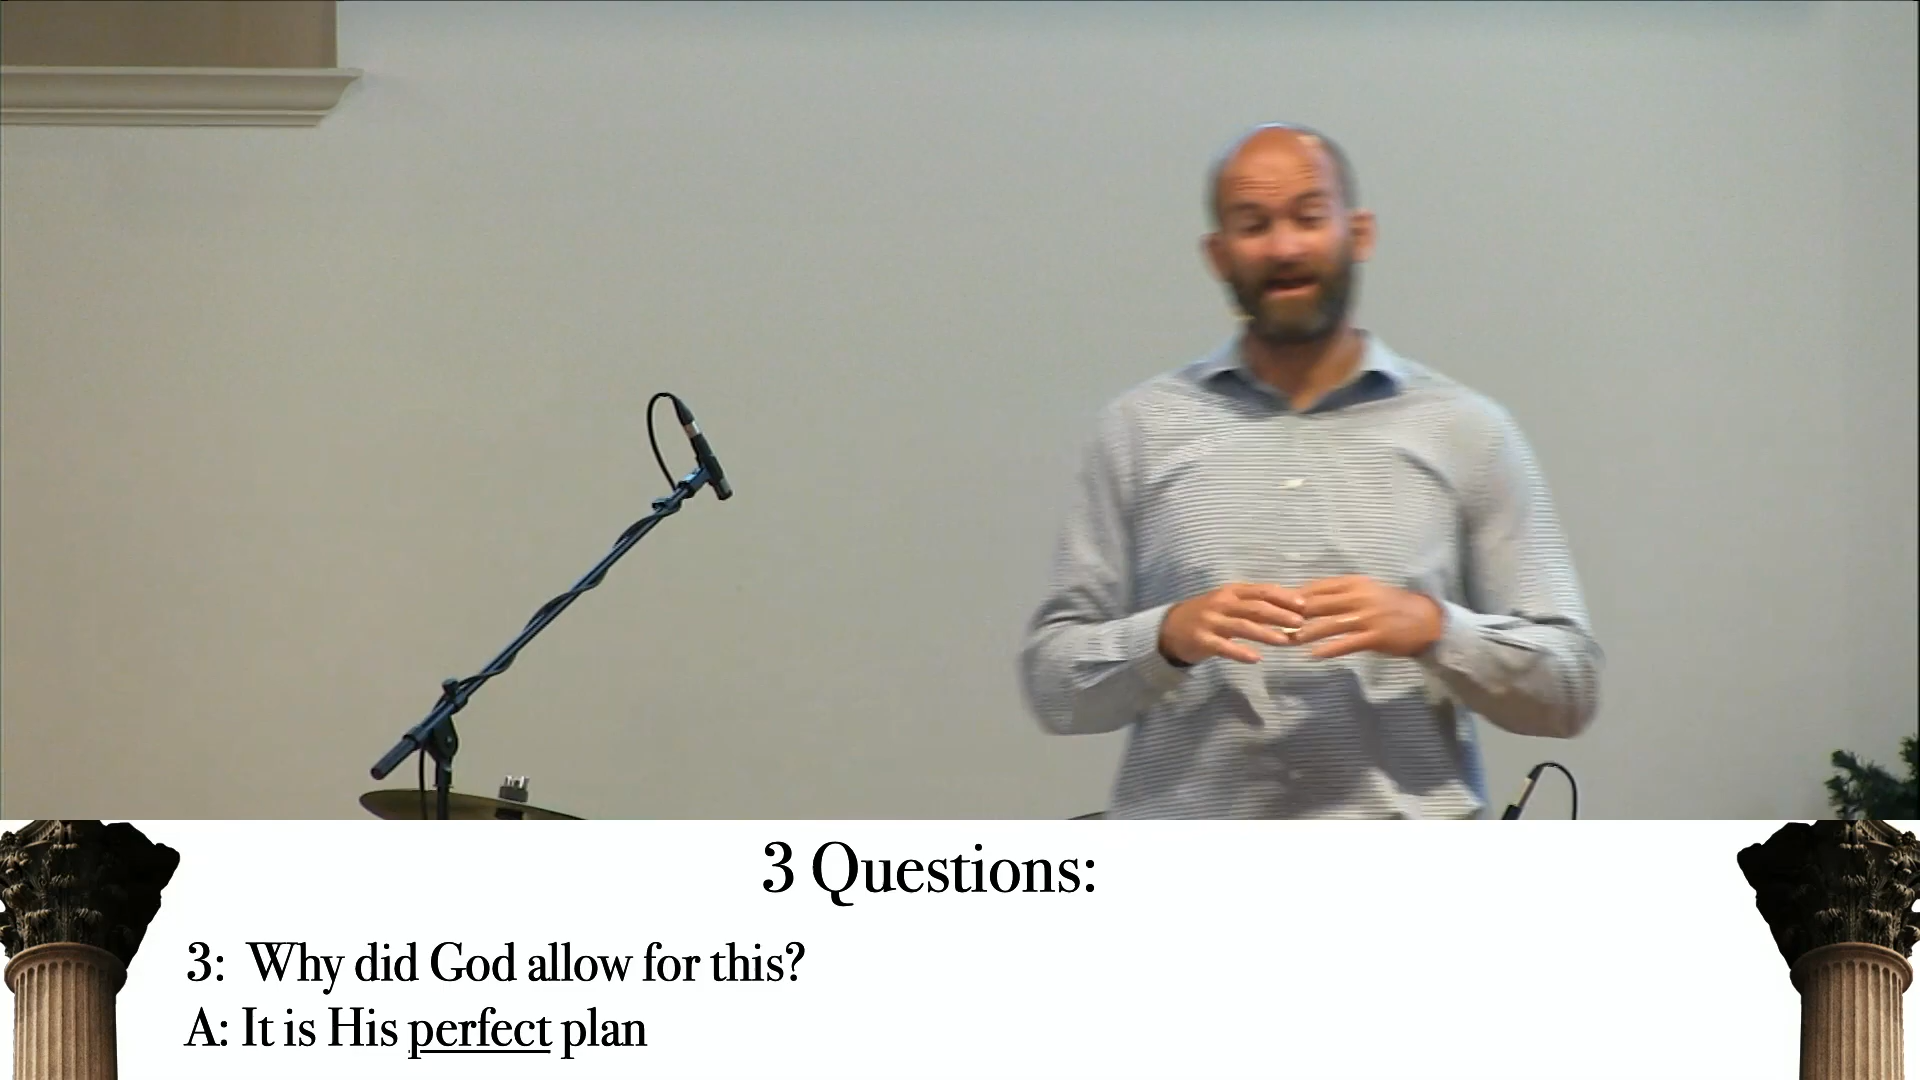 3 Questions:
3: Why did God allow for this?
A: It is His perfect plan